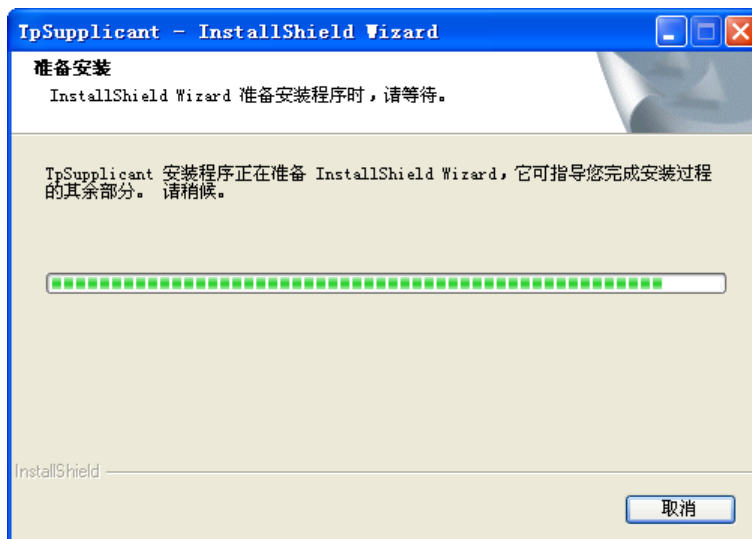 TpSupplicant - InstallShield Wizard
准备安装
InstallShield Wizard 准备安装程序时，请等待。
TpSupplicant 安装程序正在准备 InstallShield Wizard，它可指导您完成安装过程
的其余部分。 请稍候。
InstallShield
取消